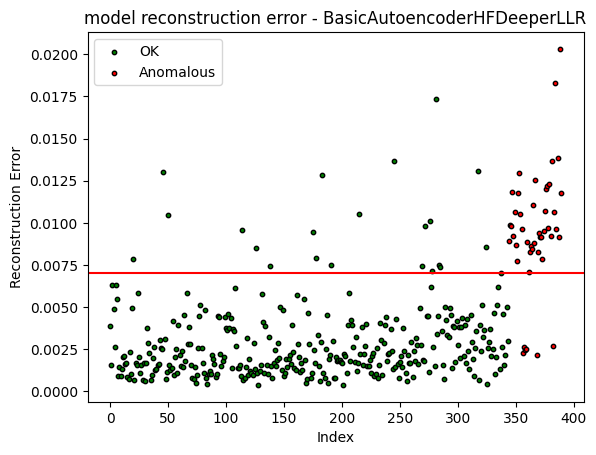 model reconstruction error - BasicAutoencoderHFDeeperLLR
OK
Anomalous
Reconstruction Error
0.0200
0.0175
0.0150
0.0125
0.0100
0.0075
0.0050
0.0025
0.0000
0 50 100 150 200 250 300 350 400
Index